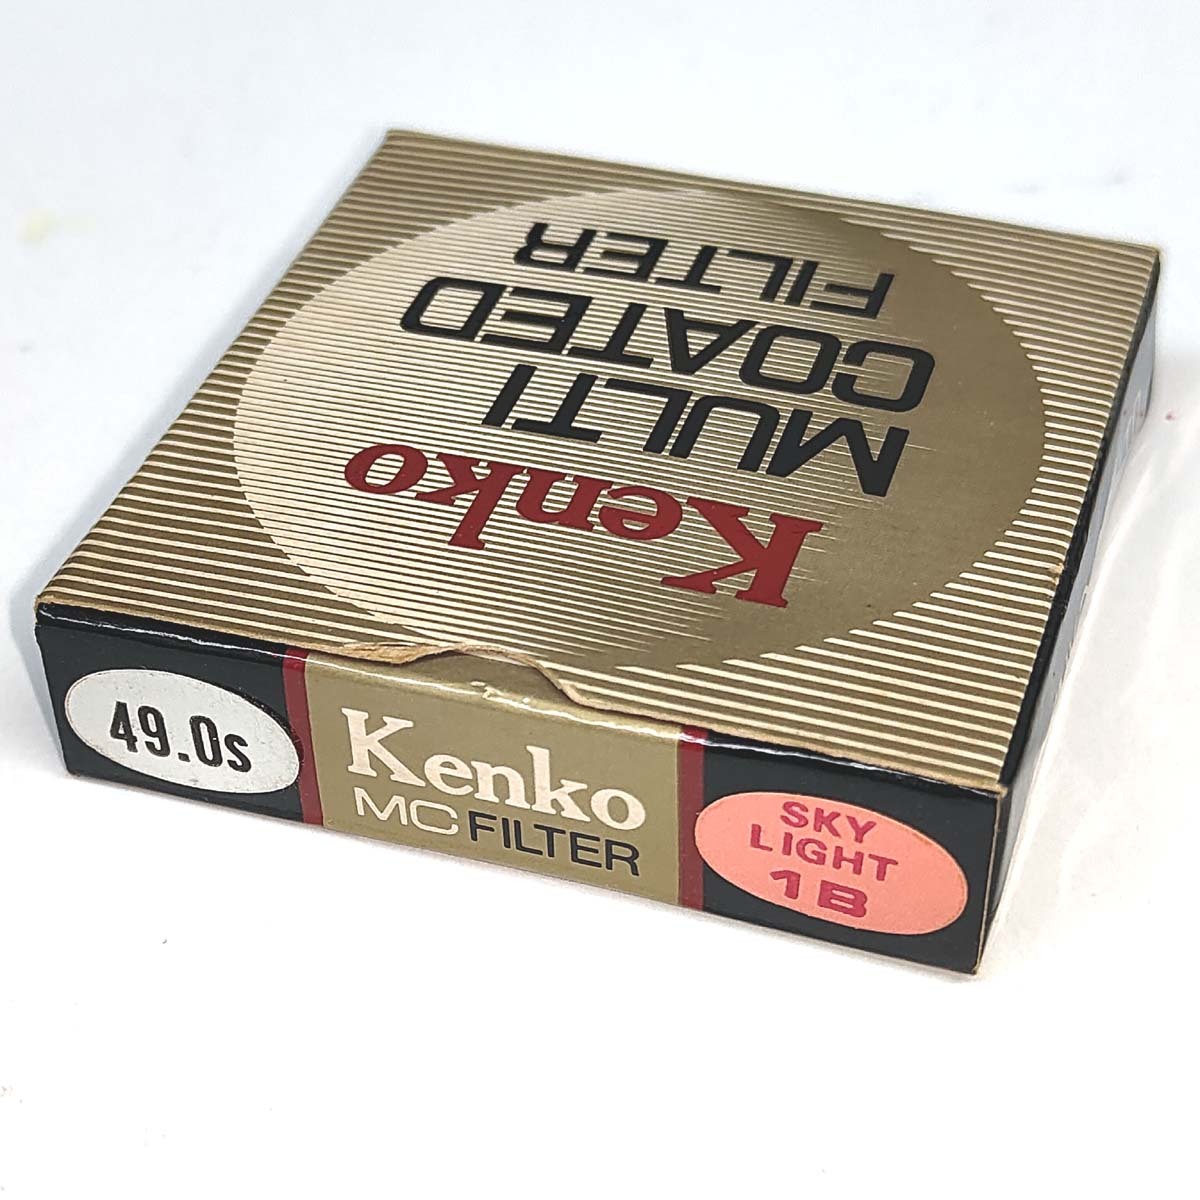 Kenko
MULTI
COATED
FILTER
49.0s
Kenko
MC FILTER
SKY
LIGHT
1B